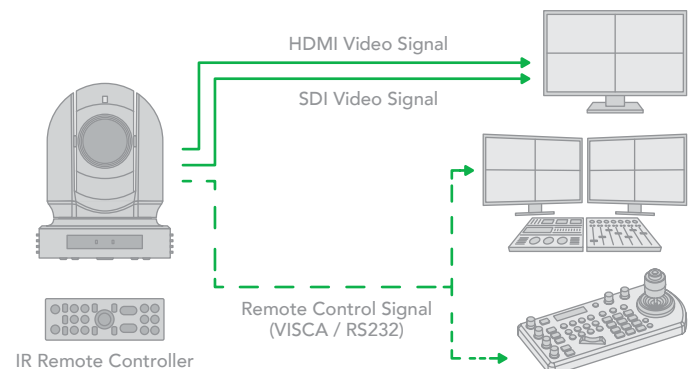 HDMI Video Signal
SDI Video Signal
Remote Control Signal
(VISCA / RS232)
IR Remote Controller